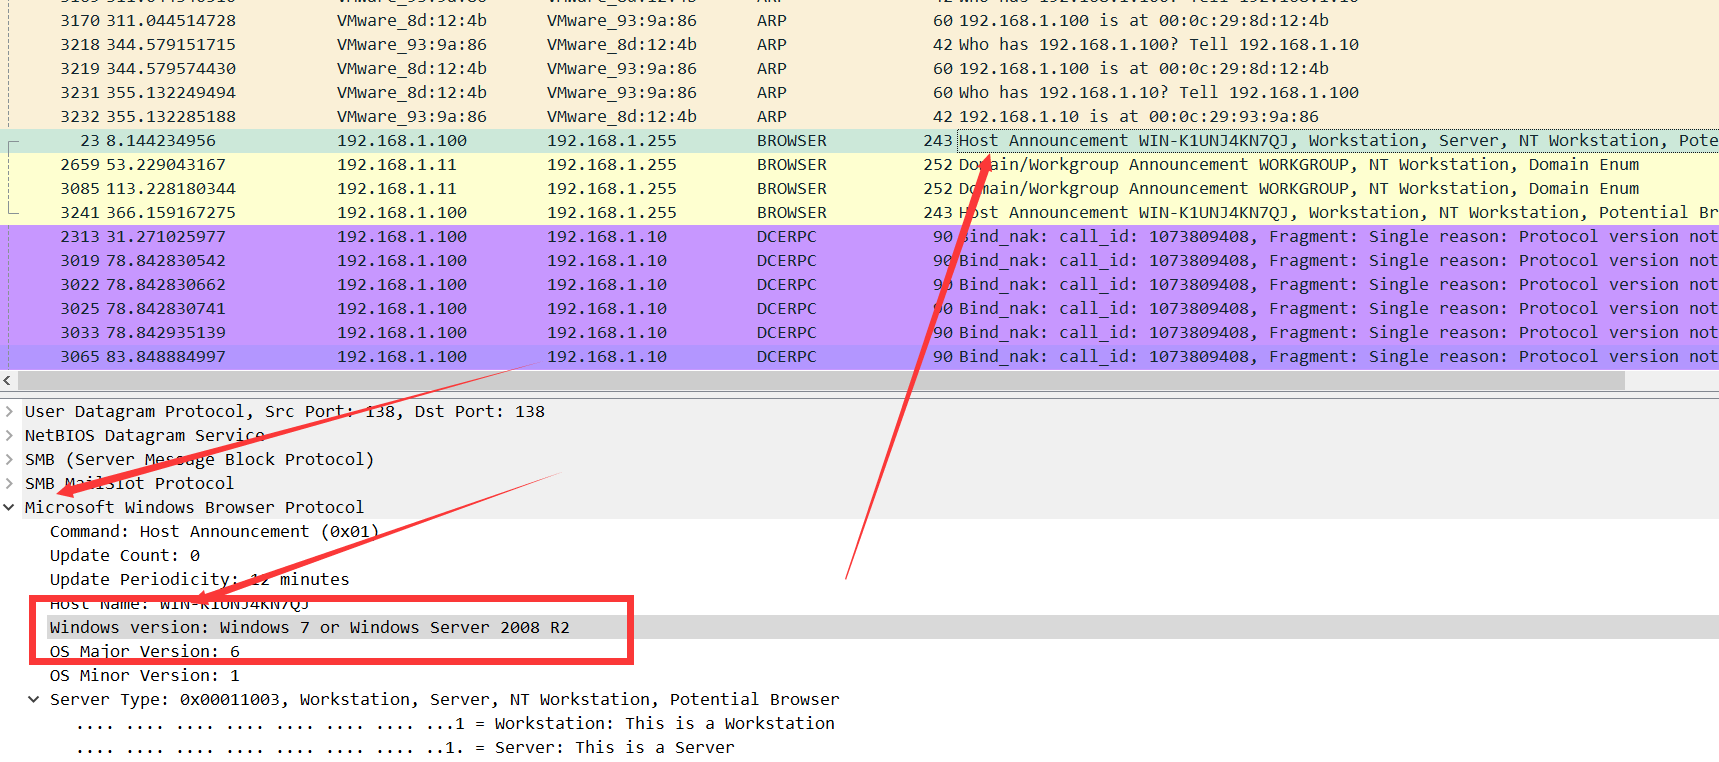 3170 311.044514728 VMware_8d:12:4b VMware_93:9a:86 ARP 60 192.168.1.100 is at 00:0c:29:8d:12:4b
3218 344.579151715 VMware_93:9a:86 VMware_8d:12:4b ARP 42 Who has 192.168.1.100? Tell 192.168.1.10
3219 344.579574430 VMware_8d:12:4b VMware_93:9a:86 ARP 60 192.168.1.100 is at 00:0c:29:8d:12:4b
3231 355.132249494 VMware_8d:12:4b VMware_93:9a:86 ARP 60 Who has 192.168.1.10? Tell 192.168.1.100
3232 355.132285188 VMware_93:9a:86 VMware_8d:12:4b ARP 42 192.168.1.10 is at 00:0c:29:93:9a:86
23 8.144234956 192.168.1.100 192.168.1.255 BROWSER 243 Host Announcement WIN-K1UNJ4KN7QJ, Workstation, Server, NT Workstation, Pote
2659 53.229043167 192.168.1.11 192.168.1.255 BROWSER 252 Domain/Workgroup Announcement WORKGROUP, NT Workstation, Domain Enum
3085 113.228180344 192.168.1.11 192.168.1.255 BROWSER 252 Domain/Workgroup Announcement WORKGROUP, NT Workstation, Domain Enum
3241 366.159167275 192.168.1.100 192.168.1.255 BROWSER 243 Host Announcement WIN-K1UNJ4KN7QJ, Workstation, NT Workstation, Potential Br
2313 31.271025977 192.168.1.100 192.168.1.10 DCERPC 90 Bind_nak: call_id: 1073809408, Fragment: Single reason: Protocol version not
3019 78.842830542 192.168.1.100 192.168.1.10 DCERPC 90 Bind_nak: call_id: 1073809408, Fragment: Single reason: Protocol version not
3022 78.842830662 192.168.1.100 192.168.1.10 DCERPC 90 Bind_nak: call_id: 1073809408, Fragment: Single reason: Protocol version not
3025 78.842830741 192.168.1.100 192.168.1.10 DCERPC 90 Bind_nak: call_id: 1073809408, Fragment: Single reason: Protocol version not
3033 78.842935139 192.168.1.100 192.168.1.10 DCERPC 90 Bind_nak: call_id: 1073809408, Fragment: Single reason: Protocol version not
3065 83.848884997 192.168.1.100 192.168.1.10 DCERPC 90 Bind_nak: call_id: 1073809408, Fragment: Single reason: Protocol version not
User Datagram Protocol, Src Port: 138, Dst Port: 138
NetBIOS Datagram Service
SMB (Server Message Block Protocol)
SMB MailSlot Protocol
Microsoft Windows Browser Protocol
Command: Host Announcement (0x01)
Update Count: 0
Update Periodicity: 12 minutes
Host Name: WIN-K1UNJ4KN7QJ
Windows version: Windows 7 or Windows Server 2008 R2
OS Major Version: 6
OS Minor Version: 1
Server Type: 0x00011003, Workstation, Server, NT Workstation, Potential Browser
.... .... .... .... .... .... .... ...1 = Workstation: This is a Workstation
.... .... .... .... .... .... .... ..1. = Server: This is a Server